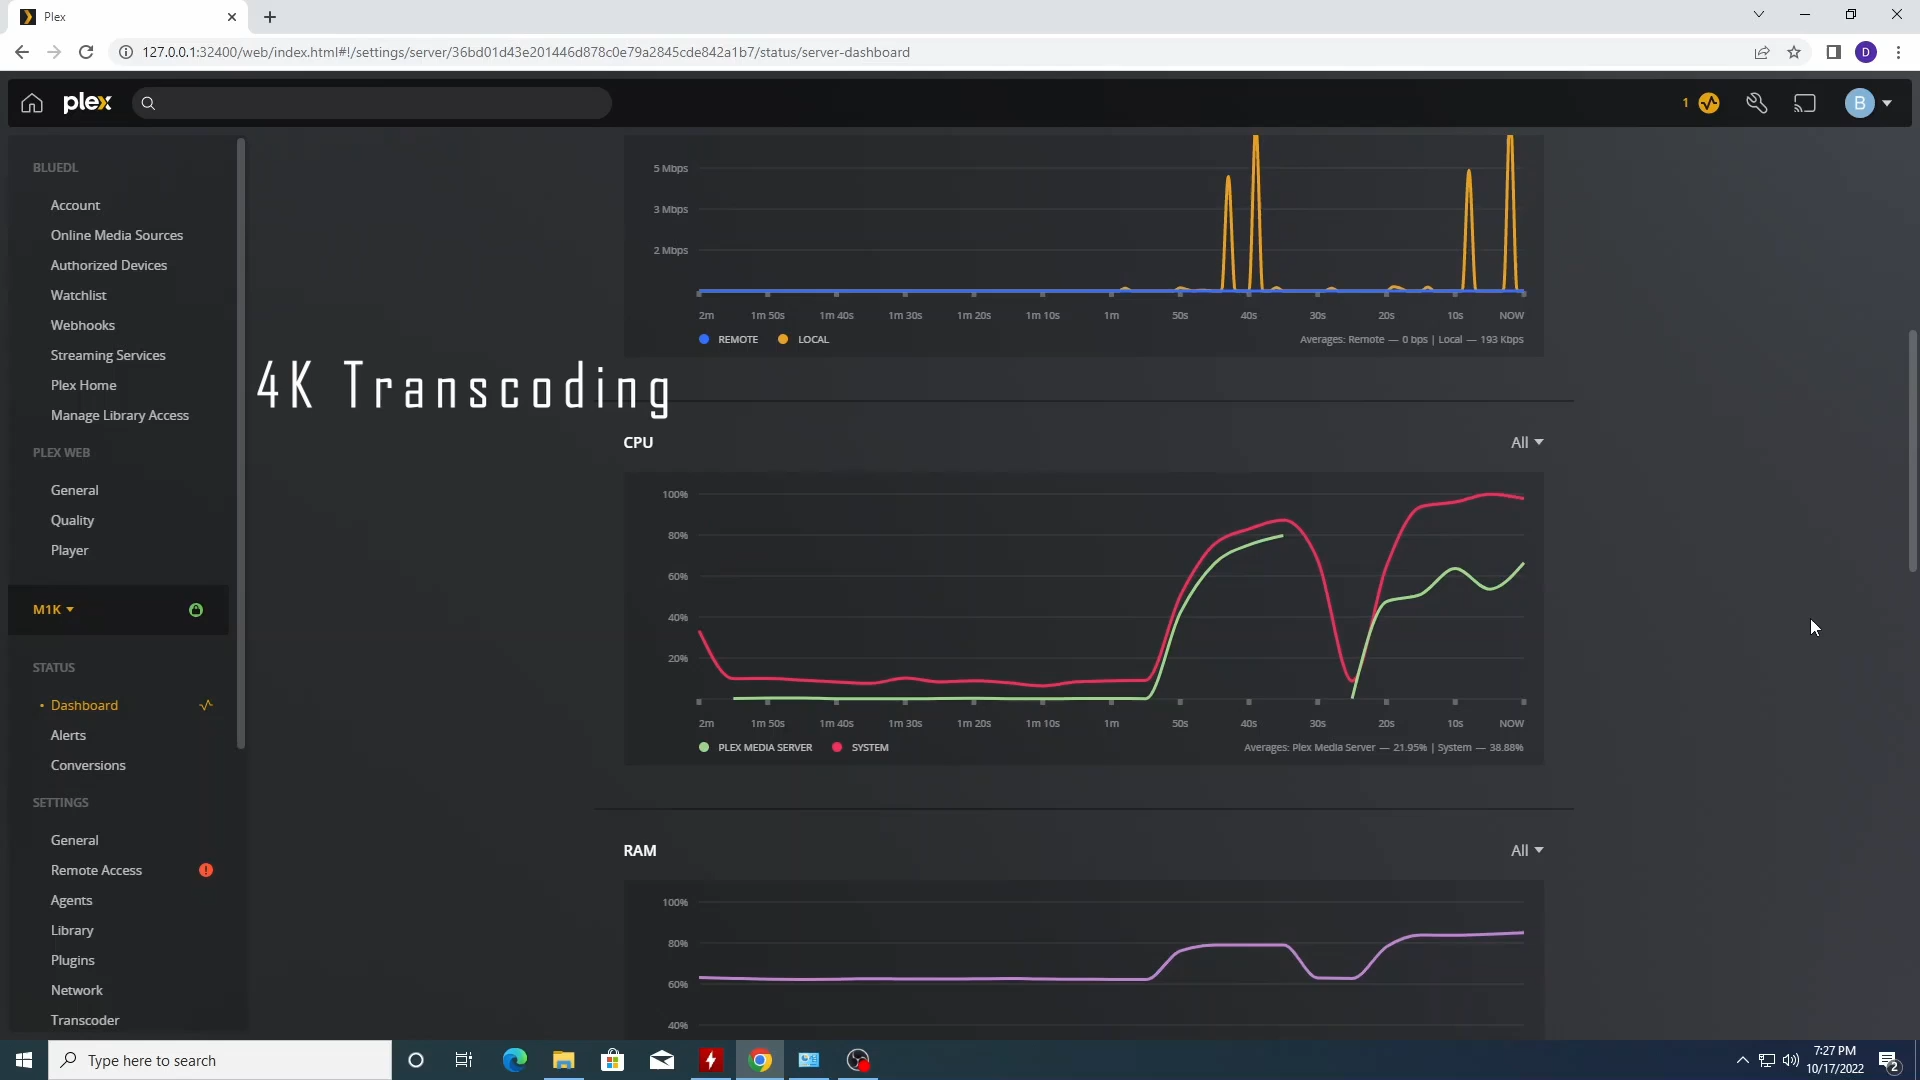 Plex
127.0.0.1:32400/web/index.html#!/settings/server/36bd01d43e201446d878c0e79a2845cde842a1b7/status/server-dashboard
D
plex
1
B
BLUEDL
Account
Online Media Sources
Authorized Devices
Watchlist
Webhooks
Streaming Services
Plex Home
Manage Library Access
PLEX WEB
General
Quality
Player
M1K
STATUS
Dashboard
Alerts
Conversions
SETTINGS
General
Remote Access
Agents
Library
Plugins
Network
Transcoder
4K Transcoding
5 Mbps
3 Mbps
2 Mbps
2m 1m 50s 1m 40s 1m 30s 1m 20s 1m 10s 1m 50s 40s 30s 20s 10s NOW
REMOTE LOCAL Averages: Remote — 0 bps | Local — 193 Kbps
CPU All
100%
80%
60%
40%
20%
2m 1m 50s 1m 40s 1m 30s 1m 20s 1m 10s 1m 50s 40s 30s 20s 10s NOW
PLEX MEDIA SERVER SYSTEM Averages: Plex Media Server — 21.95% | System — 38.88%
RAM All
100%
80%
60%
40%
Type here to search
7:27 PM
10/17/2022
2